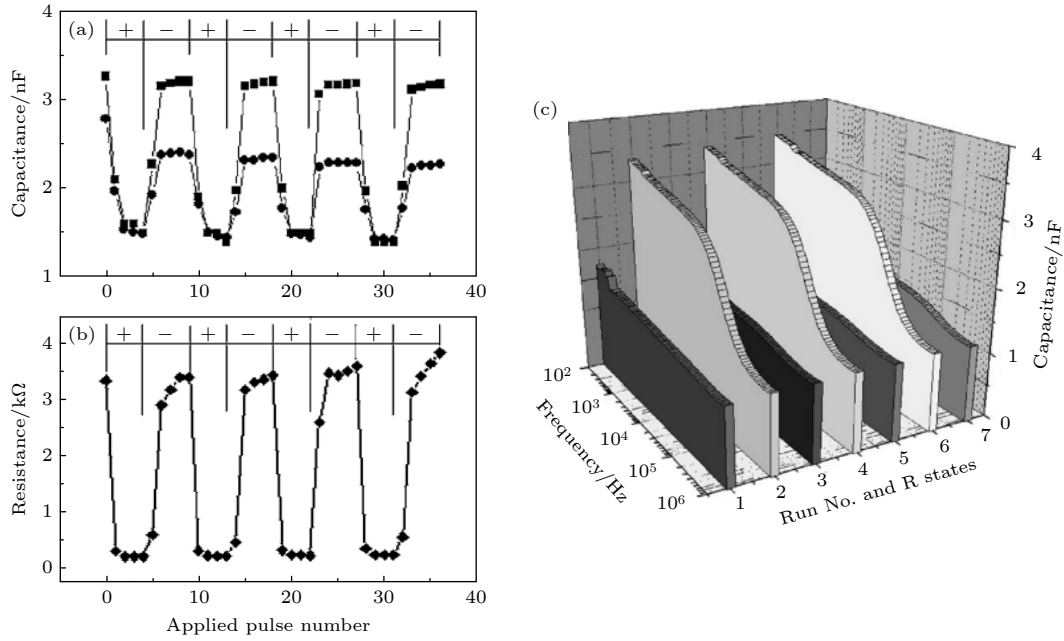 (a)
+ − + − + − + −
Capacitance/nF
4
3
2
1
0 10 20 30 40
(b)
+ − + − + − + −
Resistance/kΩ
4
3
2
1
0
0 10 20 30 40
Applied pulse number
(c)
Capacitance/nF
4
3
2
1
0
10²
10³
10⁴
10⁵
10⁶
Frequency/Hz
1 2 3 4 5 6 7
Run No. and R states